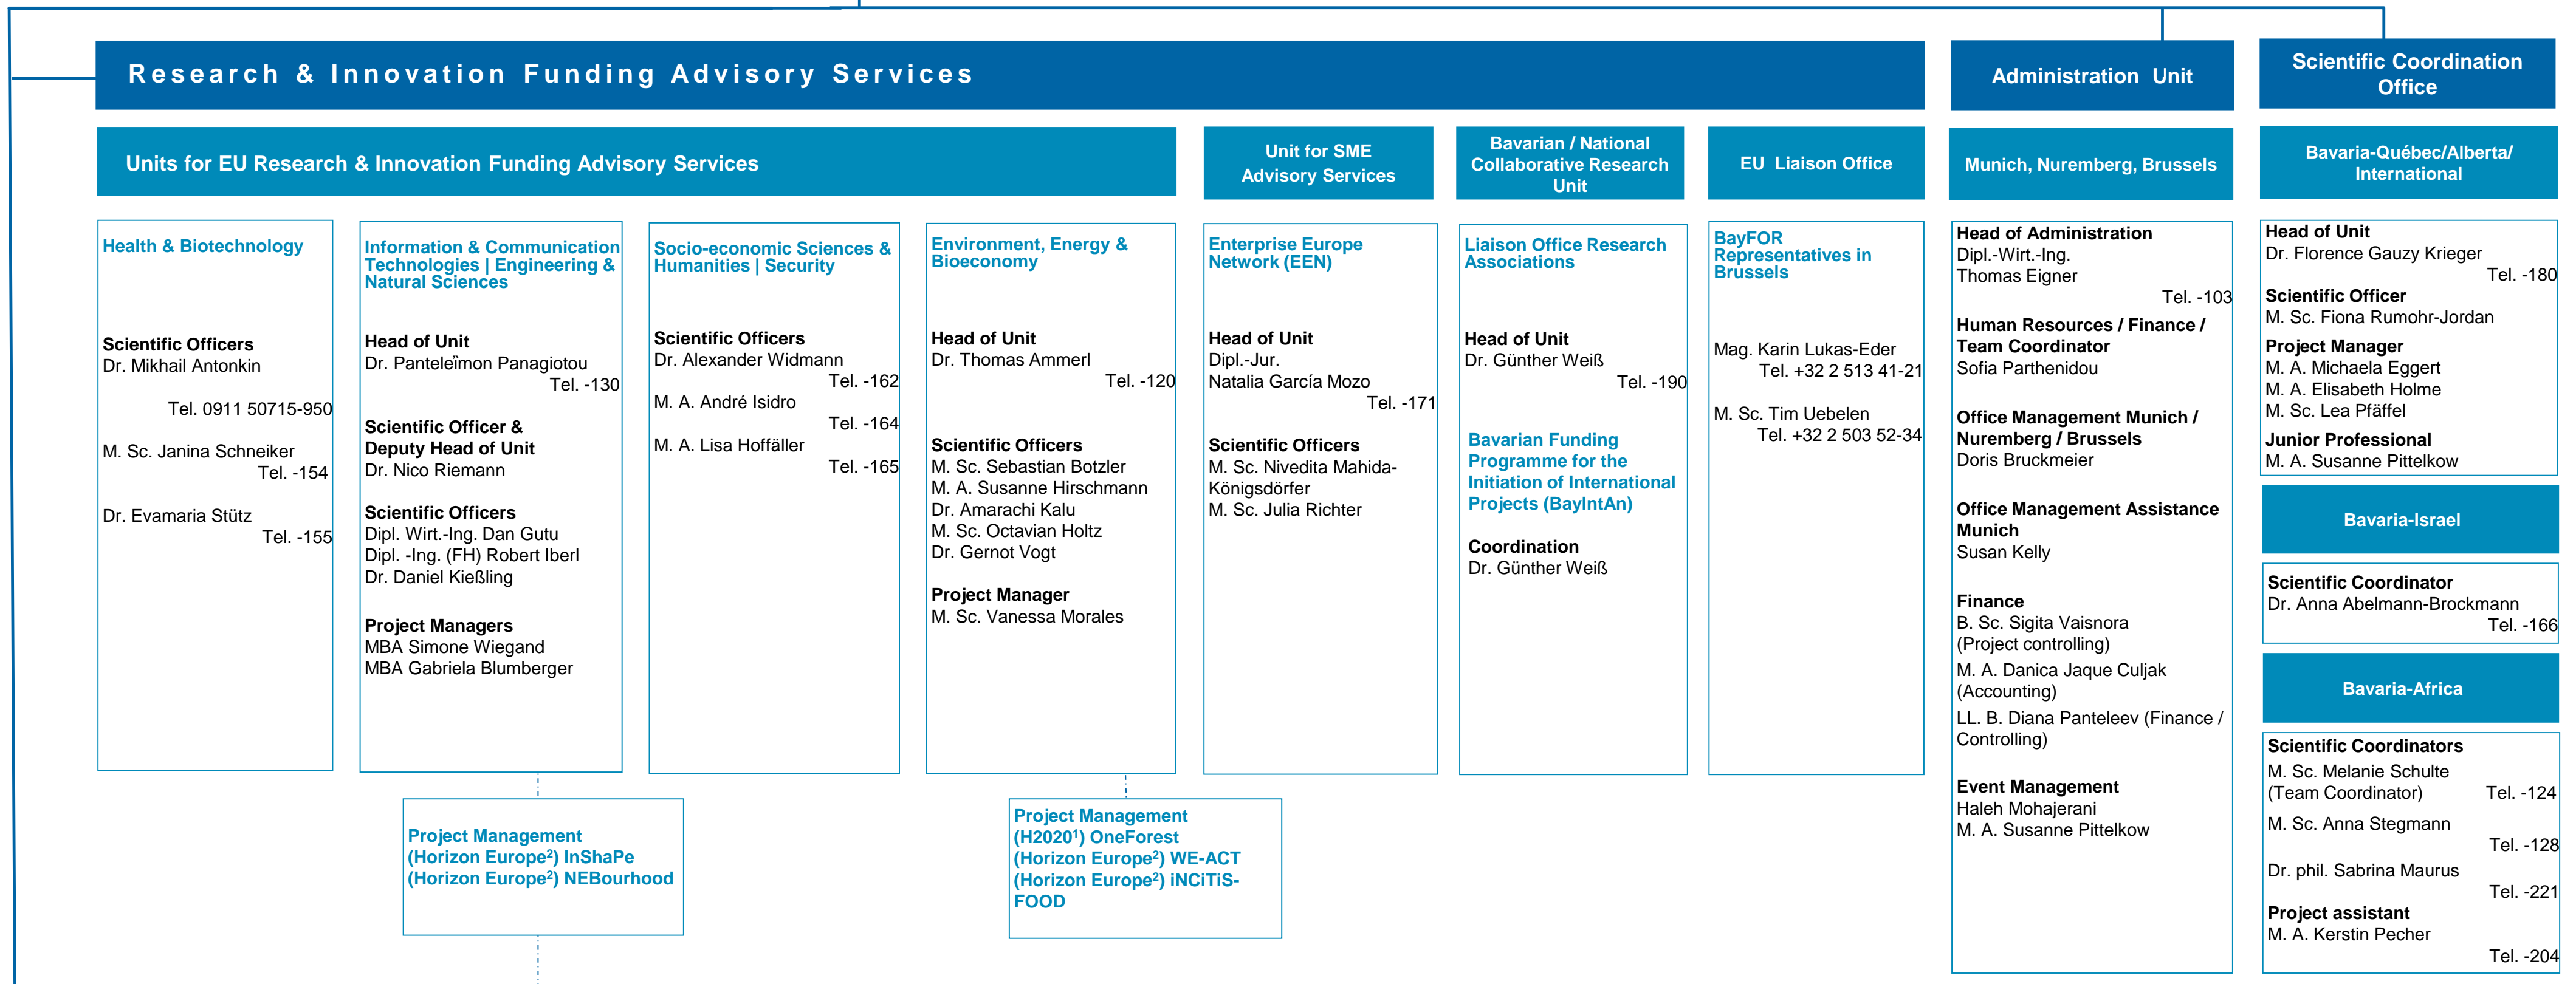 Research & Innovation Funding Advisory Services
Administration Unit
Scientific Coordination
Office
Units for EU Research & Innovation Funding Advisory Services
Unit for SME
Advisory Services
Bavarian / National
Collaborative Research
Unit
EU Liaison Office
Munich, Nuremberg, Brussels
Bavaria-Québec/Alberta/
International
Health & Biotechnology
Scientific Officers
Dr. Mikhail Antonkin
Tel. 0911 50715-950
M. Sc. Janina Schneiker
Tel. -154
Dr. Evamaria Stütz
Tel. -155
Information & Communication
Technologies | Engineering &
Natural Sciences
Head of Unit
Dr. Panteleïmon Panagiotou
Tel. -130
Scientific Officer &
Deputy Head of Unit
Dr. Nico Riemann
Scientific Officers
Dipl. Wirt.-Ing. Dan Gutu
Dipl. -Ing. (FH) Robert Iberl
Dr. Daniel Kießling
Project Managers
MBA Simone Wiegand
MBA Gabriela Blumberger
Project Management
(Horizon Europe²) InShaPe
(Horizon Europe²) NEBourhood
Socio-economic Sciences &
Humanities | Security
Scientific Officers
Dr. Alexander Widmann
Tel. -162
M. A. André Isidro
Tel. -164
M. A. Lisa Hoffäller
Tel. -165
Environment, Energy &
Bioeconomy
Head of Unit
Dr. Thomas Ammerl
Tel. -120
Scientific Officers
M. Sc. Sebastian Botzler
M. A. Susanne Hirschmann
Dr. Amarachi Kalu
M. Sc. Octavian Holtz
Dr. Gernot Vogt
Project Manager
M. Sc. Vanessa Morales
Project Management
(H2020¹) OneForest
(Horizon Europe²) WE-ACT
(Horizon Europe²) iNCiTiS-
FOOD
Enterprise Europe
Network (EEN)
Head of Unit
Dipl.-Jur.
Natalia García Mozo
Tel. -171
Scientific Officers
M. Sc. Nivedita Mahida-
Königsdörfer
M. Sc. Julia Richter
Liaison Office Research
Associations
Head of Unit
Dr. Günther Weiß
Tel. -190
Bavarian Funding
Programme for the
Initiation of International
Projects (BayIntAn)
Coordination
Dr. Günther Weiß
BayFOR
Representatives in
Brussels
Mag. Karin Lukas-Eder
Tel. +32 2 513 41-21
M. Sc. Tim Uebelen
Tel. +32 2 503 52-34
Head of Administration
Dipl.-Wirt.-Ing.
Thomas Eigner
Tel. -103
Human Resources / Finance /
Team Coordinator
Sofia Parthenidou
Office Management Munich /
Nuremberg / Brussels
Doris Bruckmeier
Office Management Assistance
Munich
Susan Kelly
Finance
B. Sc. Sigita Vaisnora
(Project controlling)
M. A. Danica Jaque Culjak
(Accounting)
LL. B. Diana Panteleev (Finance /
Controlling)
Event Management
Haleh Mohajerani
M. A. Susanne Pittelkow
Head of Unit
Dr. Florence Gauzy Krieger
Tel. -180
Scientific Officer
M. Sc. Fiona Rumohr-Jordan
Project Manager
M. A. Michaela Eggert
M. A. Elisabeth Holme
M. Sc. Lea Pfäffel
Junior Professional
M. A. Susanne Pittelkow
Bavaria-Israel
Scientific Coordinator
Dr. Anna Abelmann-Brockmann
Tel. -166
Bavaria-Africa
Scientific Coordinators
M. Sc. Melanie Schulte
(Team Coordinator) Tel. -124
M. Sc. Anna Stegmann
Tel. -128
Dr. phil. Sabrina Maurus
Tel. -221
Project assistant
M. A. Kerstin Pecher
Tel. -204